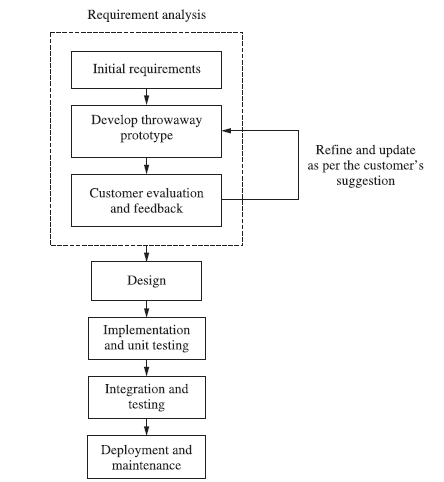 Requirement analysis
Initial requirements
Develop throwaway
prototype
Refine and update
as per the customer's
suggestion
Customer evaluation
and feedback
Design
Implementation
and unit testing
Integration and
testing
Deployment and
maintenance